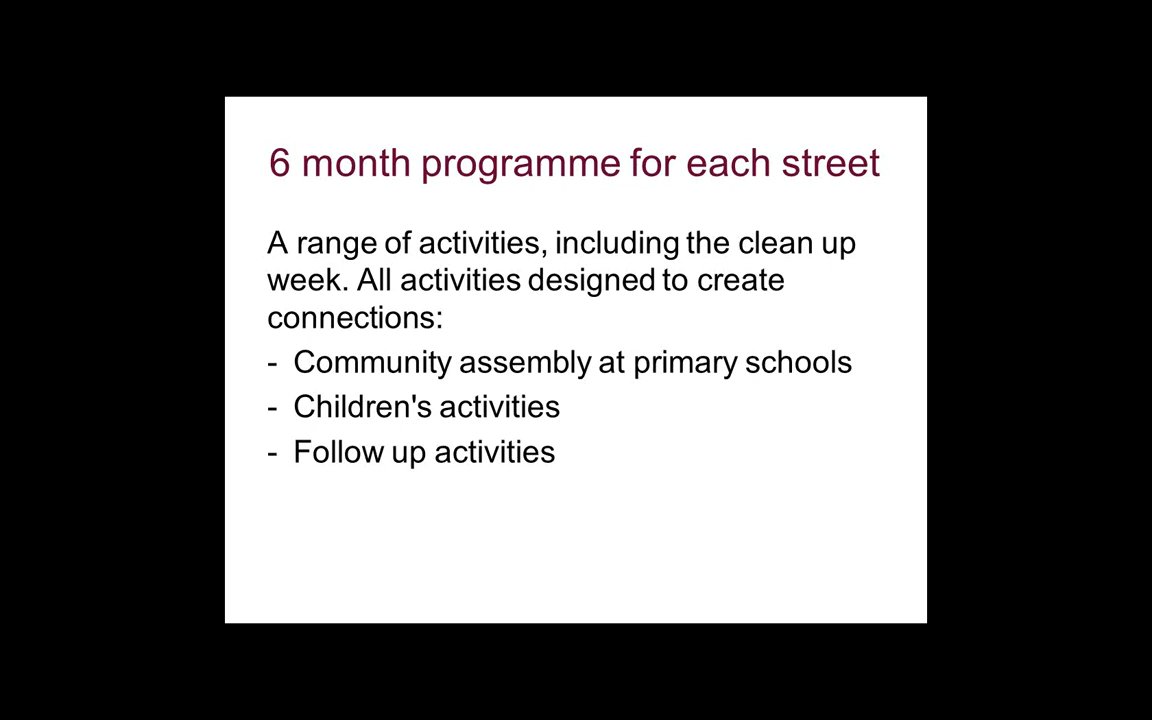 6 month programme for each street
A range of activities, including the clean up
week. All activities designed to create
connections:
- Community assembly at primary schools
- Children's activities
- Follow up activities